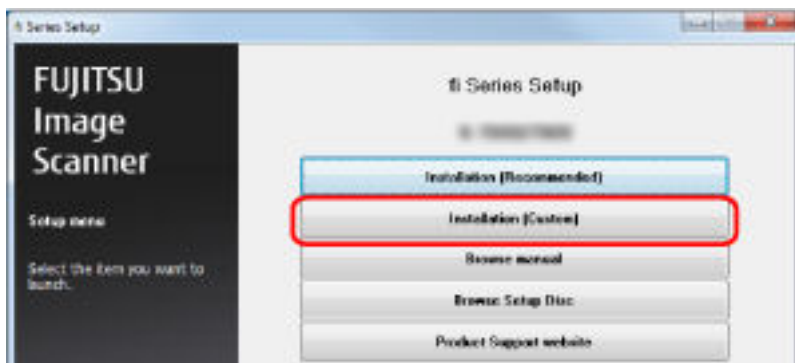 fi Series Setup
FUJITSU
Image
Scanner
Setup menu
Select the item you want to
launch.
fi Series Setup
Installation (Recommended)
Installation (Custom)
Browse manual
Browse Setup Disc
Product Support website